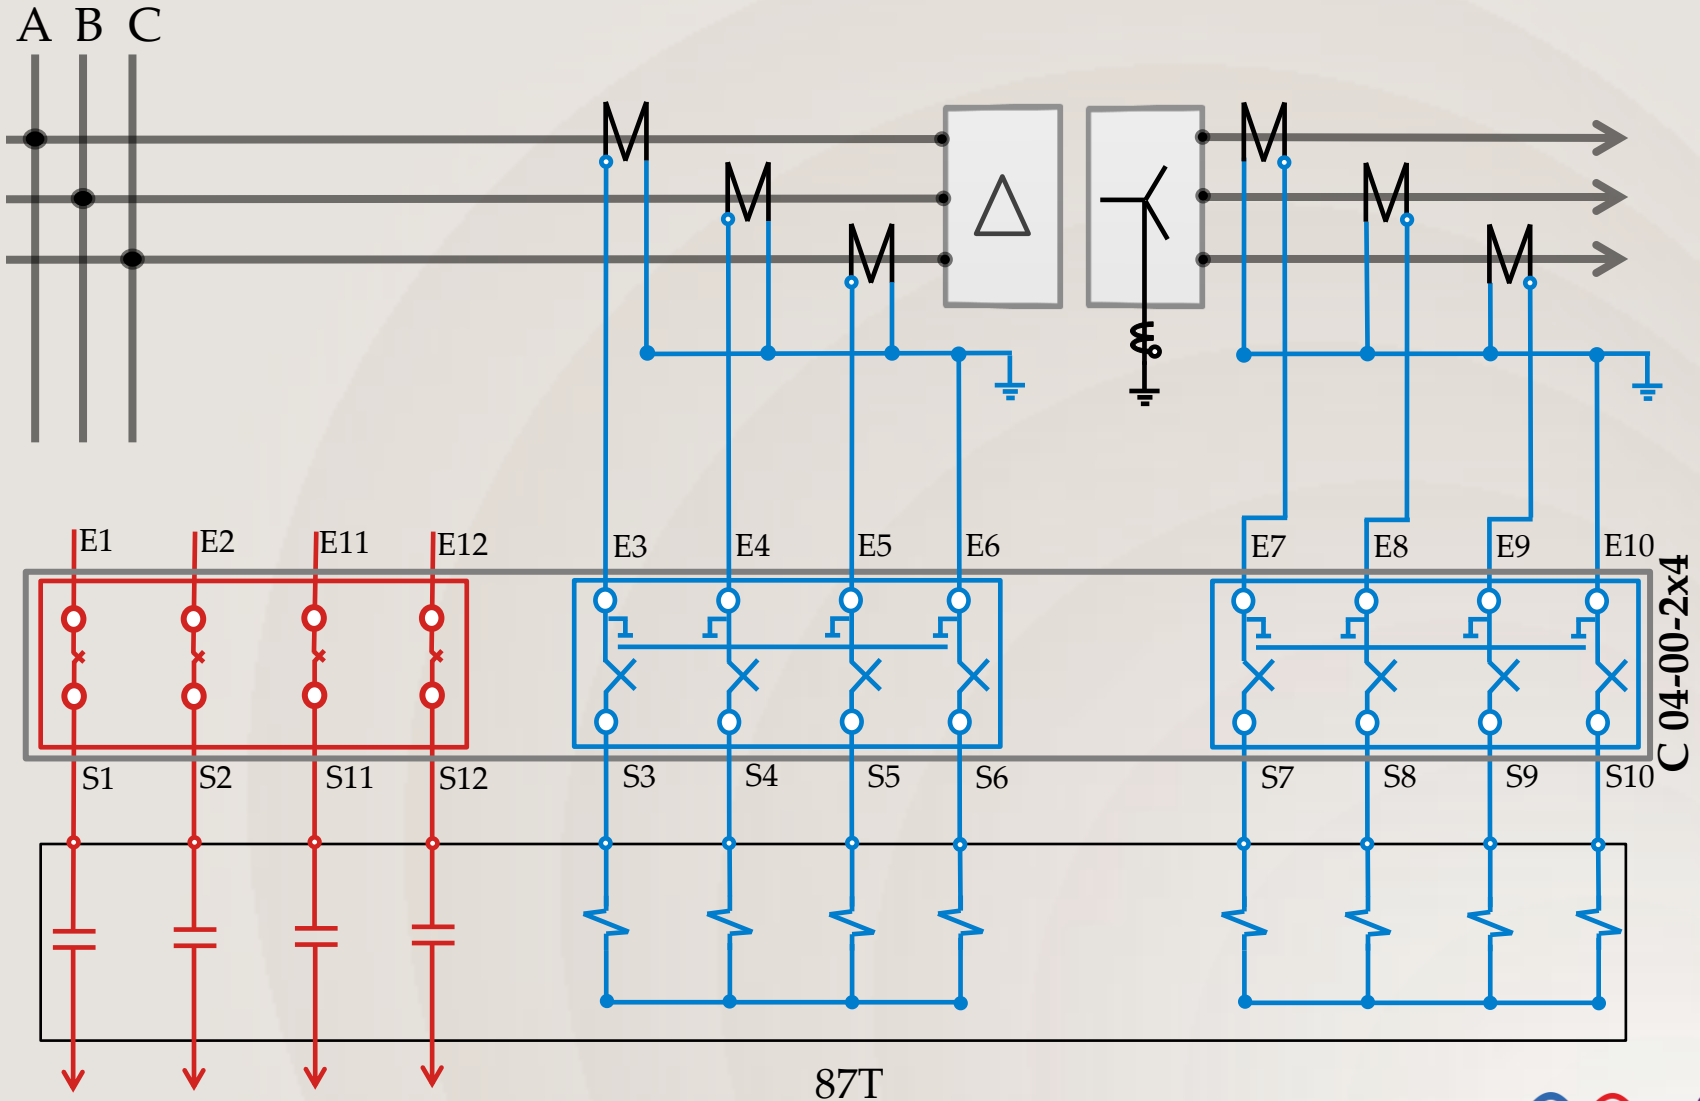 A B C
E1 E2 E11 E12 E3 E4 E5 E6 E7 E8 E9 E10
C 04-00-2x4
S1 S2 S11 S12 S3 S4 S5 S6 S7 S8 S9 S10
87T